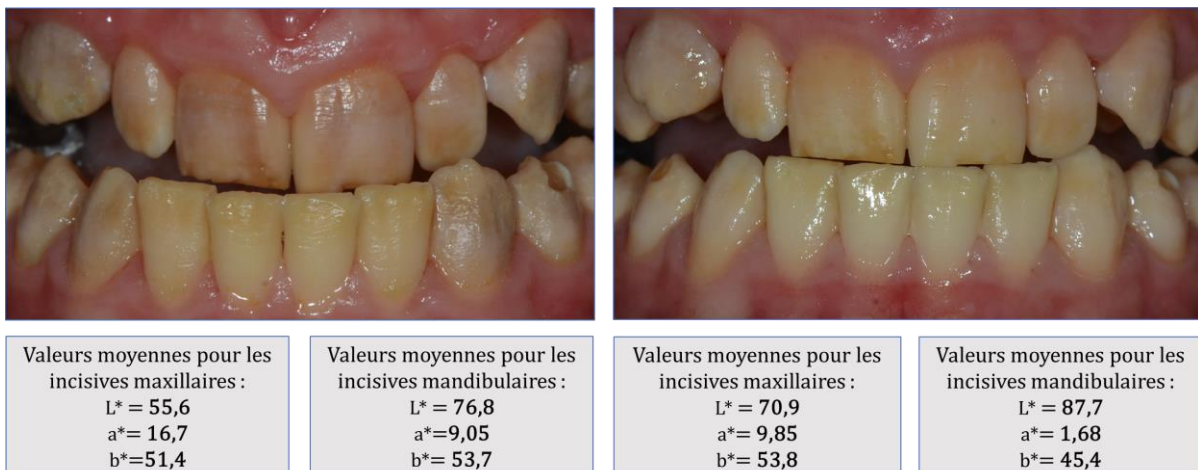 Valeurs moyennes pour les
incisives maxillaires :
L* = 55,6
a* = 16,7
b*=51,4
Valeurs moyennes pour les
incisives mandibulaires :
L* = 76,8
a*=9,05
b* = 53,7
Valeurs moyennes pour les
incisives maxillaires :
L* = 70,9
a*= 9,85
b* = 53,8
Valeurs moyennes pour les
incisives mandibulaires :
L* = 87,7
a*= 1,68
b* = 45,4